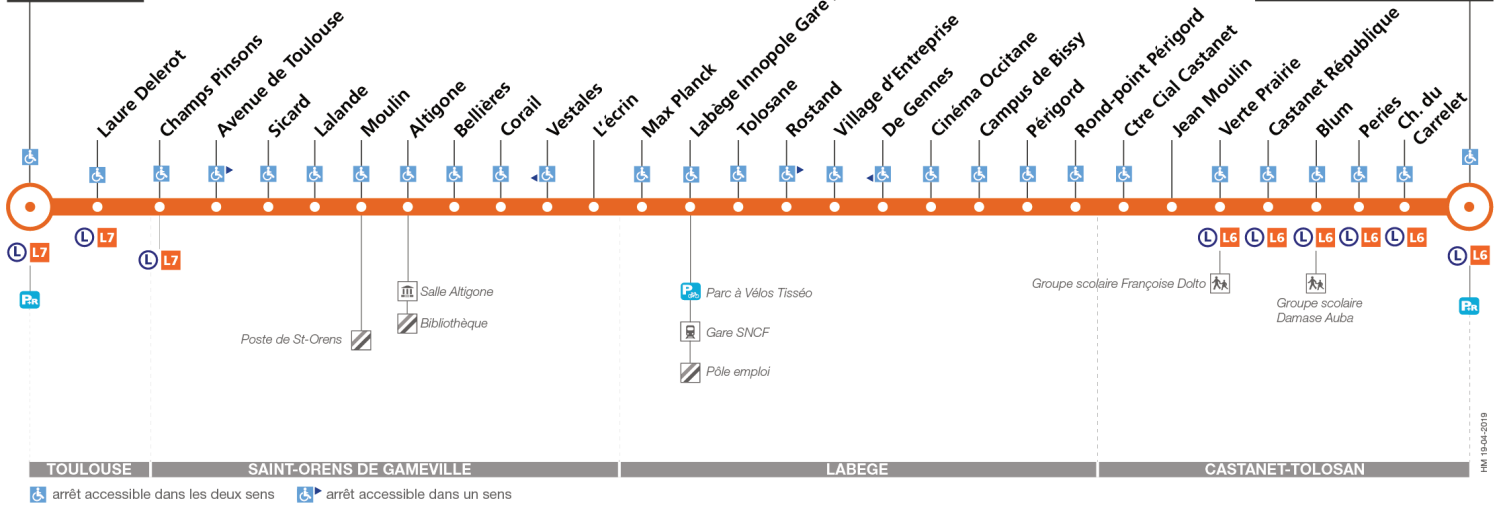 Laure Delerot
Champs Pinsons
Avenue de Toulouse
Sicard
Lalande
Moulin
Altigone
Bellières
Corail
Vestales
L'écrin
Max Planck
Labège Innopole Gare
Tolosane
Rostand
Village d'Entreprise
De Gennes
Cinéma Occitane
Campus de Bissy
Périgord
Rond-point Périgord
Ctre Cial Castanet
Jean Moulin
Verte Prairie
Castanet République
Blum
Peries
Ch. du
Carrelet
L L7
L L7
L L7
L L6
L L6
L L6
L L6
L L6
L L6
P+R
Salle Altigone
Bibliothèque
Poste de St-Orens
P Parc à Vélos Tisséo
Gare SNCF
Pôle emploi
Groupe scolaire Françoise Dolto
Groupe scolaire
Damase Auba
P+R
HM 19-04-2019
TOULOUSE
SAINT-ORENS DE GAMEVILLE
LABEGE
CASTANET-TOLOSAN
arrêt accessible dans les deux sens
arrêt accessible dans un sens